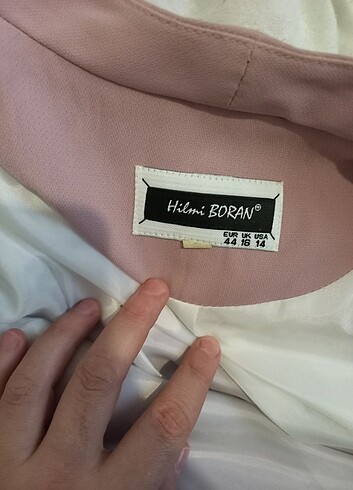 Hilmi BORAN®
EUR UK USA
44 16 14